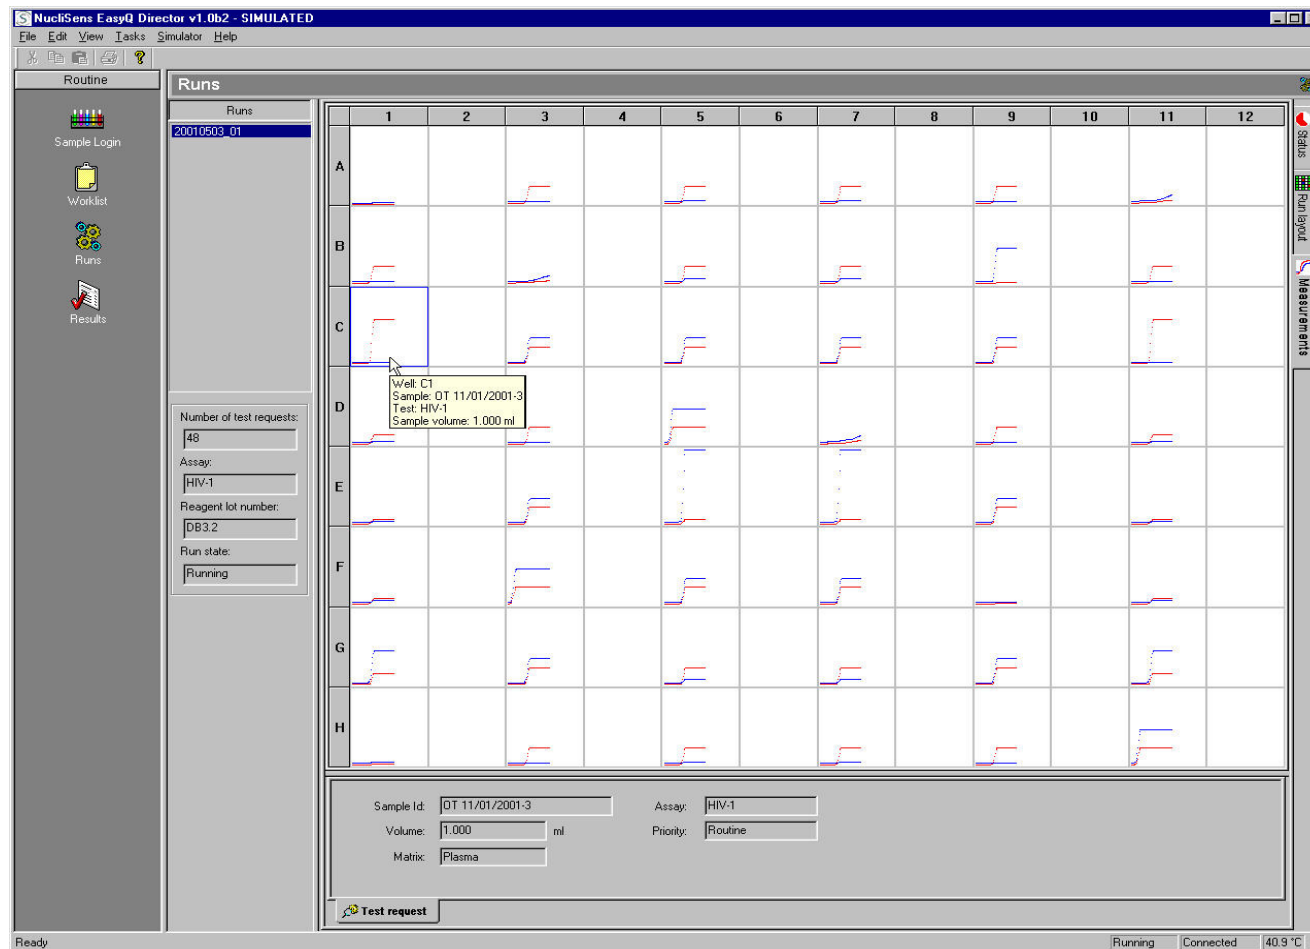 NucliSens EasyQ Director v1.0b2 - SIMULATED
File Edit View Tasks Simulator Help
Routine
Sample Login
Worklist
Runs
Results
Runs
Runs
20010503_01
Number of test requests:
48
Assay:
HIV-1
Reagent lot number:
DB3.2
Run state:
Running
1 2 3 4 5 6 7 8 9 10 11 12
A
B
C
D
E
F
G
H
Well: C1
Sample: OT 11/01/2001-3
Test: HIV-1
Sample volume: 1.000 ml
Status
Run layout
Measurements
Sample Id: OT 11/01/2001-3 Assay: HIV-1
Volume: 1.000 ml Priority: Routine
Matrix: Plasma
Test request
Ready Running Connected 40.9 °C